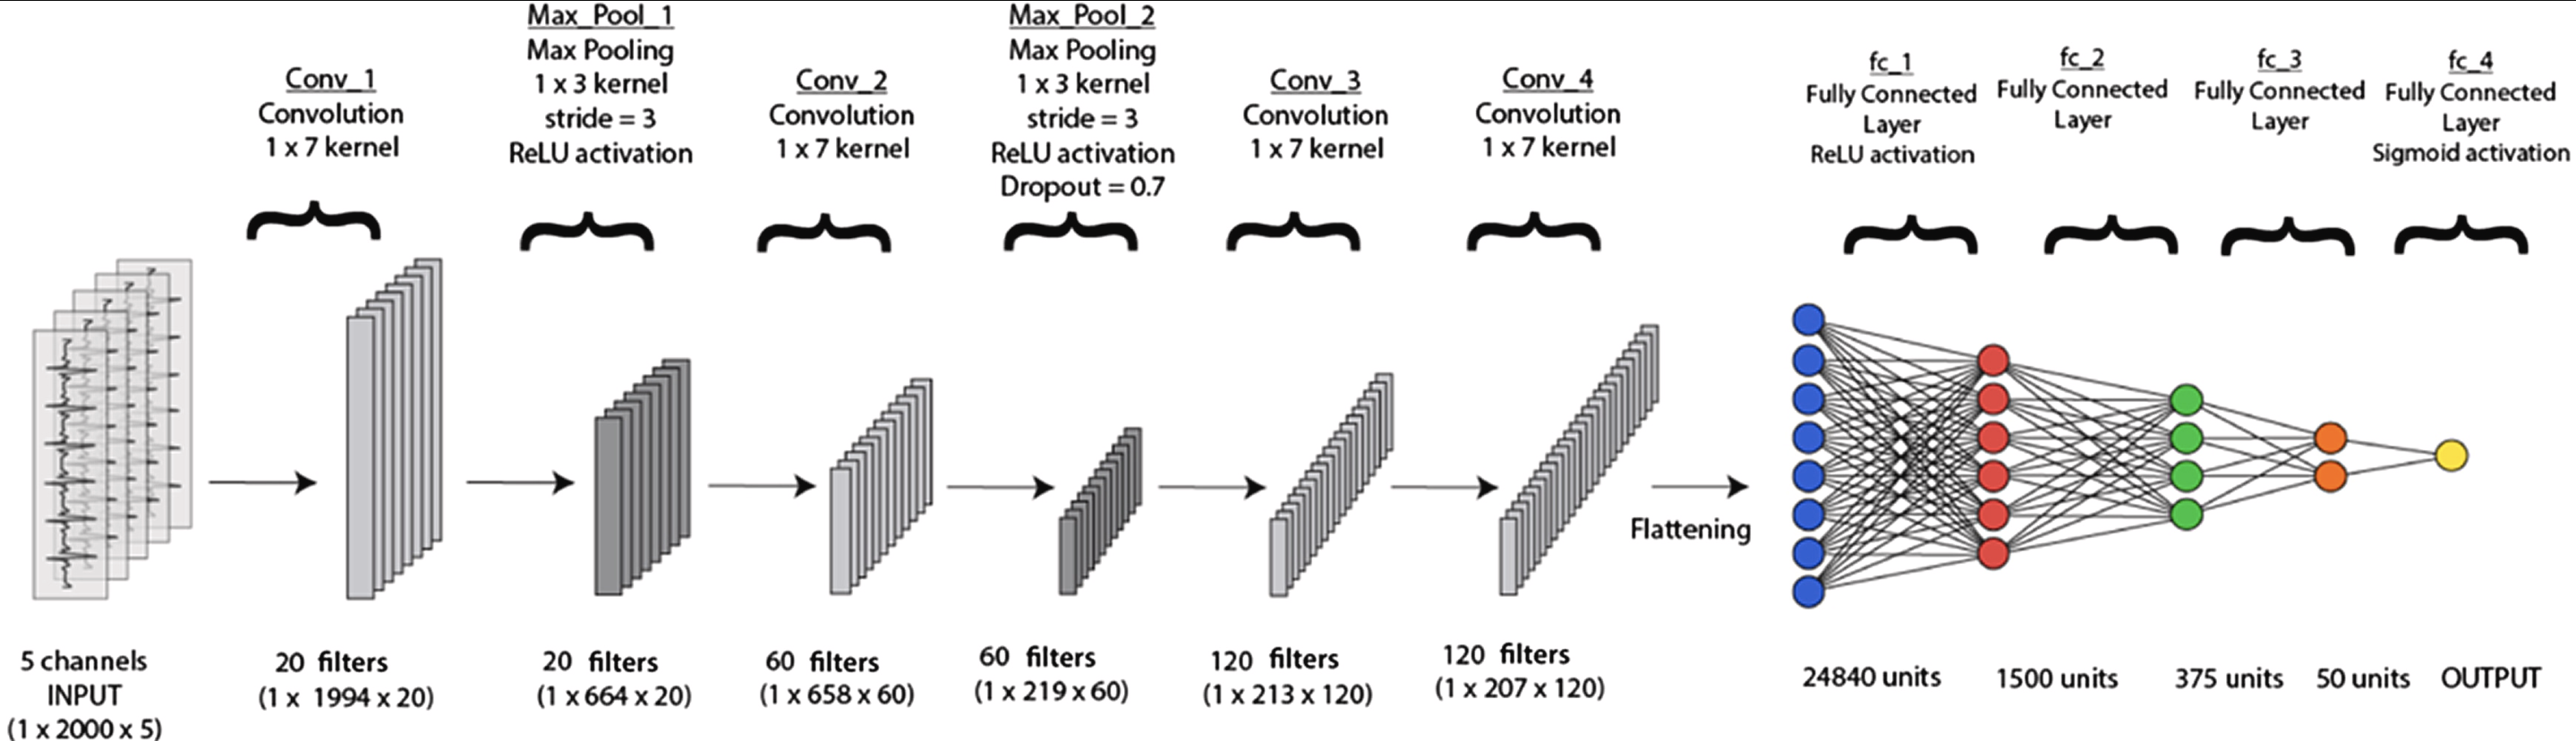 Conv_1
Convolution
1 x 7 kernel
Max_Pool_1
Max Pooling
1 x 3 kernel
stride = 3
ReLU activation
Conv_2
Convolution
1 x 7 kernel
Max_Pool_2
Max Pooling
1 x 3 kernel
stride = 3
ReLU activation
Dropout = 0.7
Conv_3
Convolution
1 x 7 kernel
Conv_4
Convolution
1 x 7 kernel
fc_1
Fully Connected
Layer
ReLU activation
fc_2
Fully Connected
Layer
fc_3
Fully Connected
Layer
fc_4
Fully Connected
Layer
Sigmoid activation
Flattening
5 channels
INPUT
(1 x 2000 x 5)
20 filters
(1 x 1994 x 20)
20 filters
(1 x 664 x 20)
60 filters
(1 x 658 x 60)
60 filters
(1 x 219 x 60)
120 filters
(1 x 213 x 120)
120 filters
(1 x 207 x 120)
24840 units
1500 units
375 units
50 units
OUTPUT